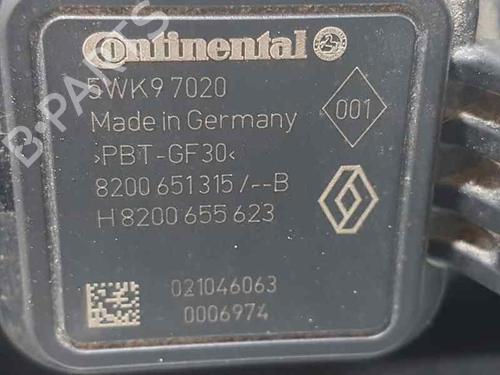 Continental
5WK9 7020
Made in Germany
001
>PBT-GF30<
8200 651 315 /--B
H 8200 655 623
021046063
0006974
B-PARTS